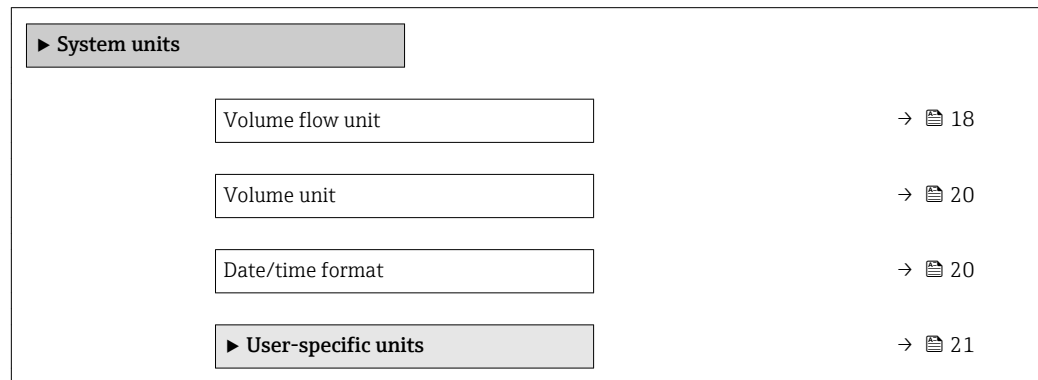 ▶ System units
Volume flow unit → 🖹 18
Volume unit → 🖹 20
Date/time format → 🖹 20
▶ User-specific units → 🖹 21